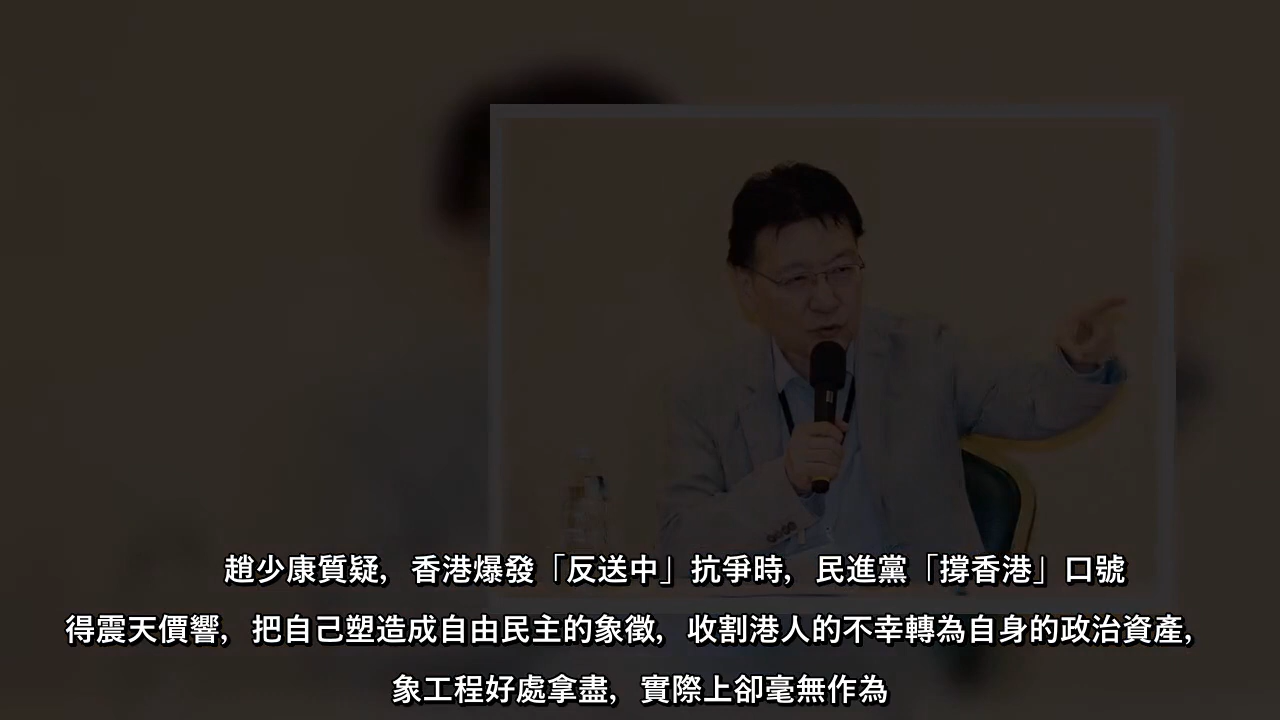 趙少康質疑，香港爆發「反送中」抗爭時，民進黨「撐香港」口號
得震天價響，把自己塑造成自由民主的象徵，收割港人的不幸轉為自身的政治資產，
象工程好處拿盡，實際上卻毫無作為